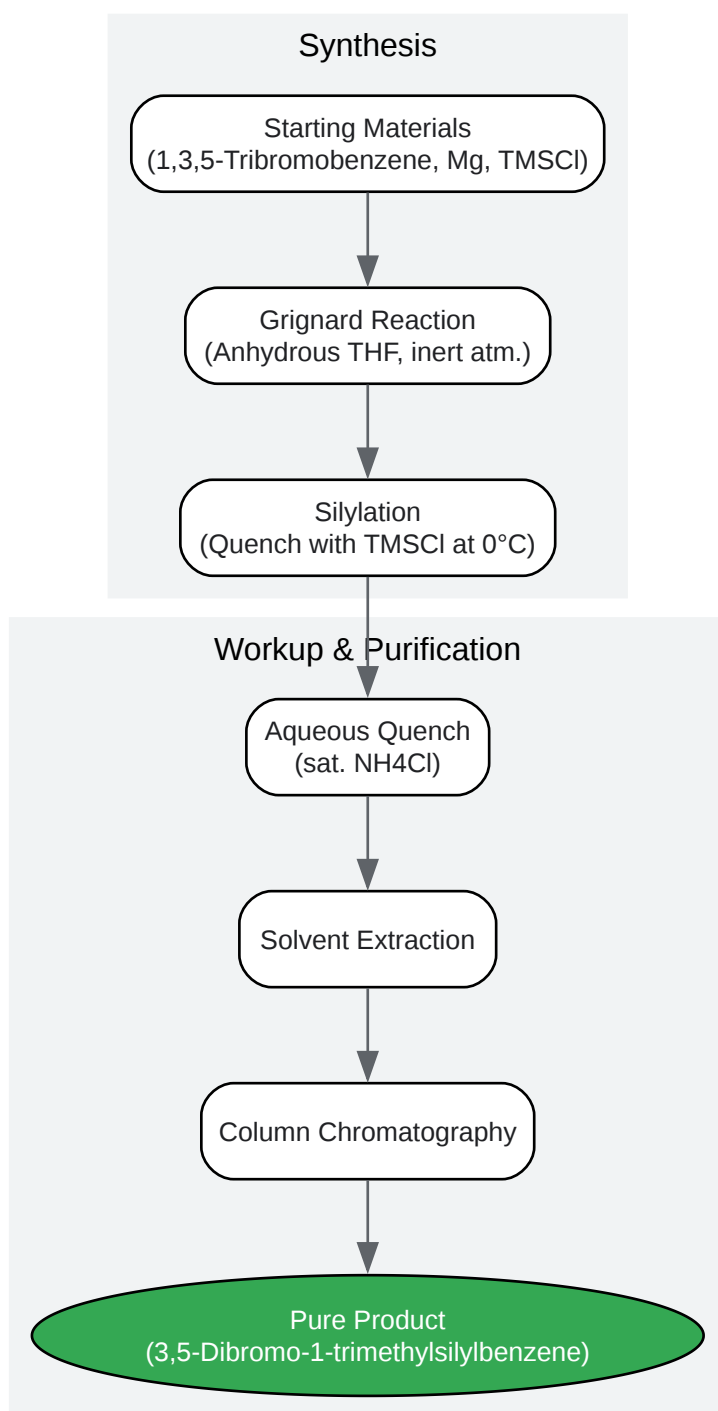 Synthesis
Starting Materials
(1,3,5-Tribromobenzene, Mg, TMSCl)
Grignard Reaction
(Anhydrous THF, inert atm.)
Silylation
(Quench with TMSCl at 0°C)
Workup & Purification
Aqueous Quench
(sat. NH4Cl)
Solvent Extraction
Column Chromatography
Pure Product
(3,5-Dibromo-1-trimethylsilylbenzene)